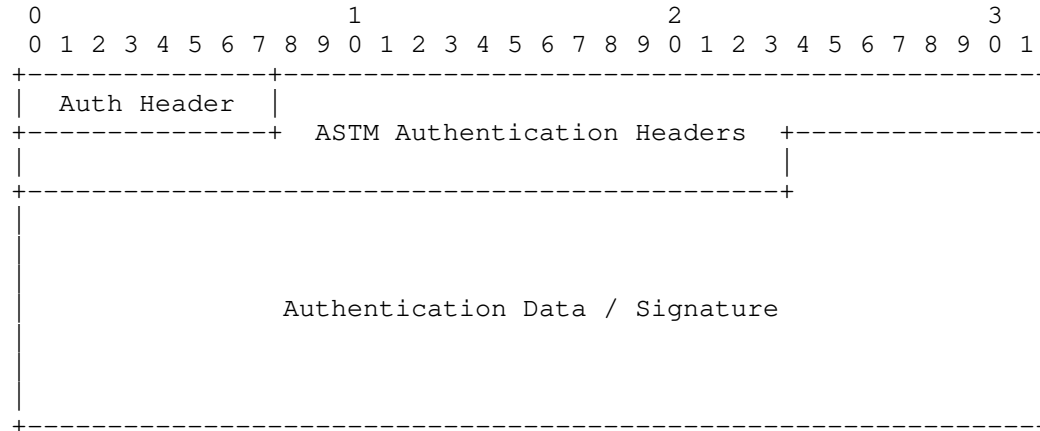 0                   1                   2                   3
0 1 2 3 4 5 6 7 8 9 0 1 2 3 4 5 6 7 8 9 0 1 2 3 4 5 6 7 8 9 0 1
+---------------+-----------------------------------------------
|  Auth Header  |
+---------------+  ASTM Authentication Headers  +---------------
|                                               |
+-----------------------------------------------+
|
|
|
|                Authentication Data / Signature
|
|
|
+---------------------------------------------------------------